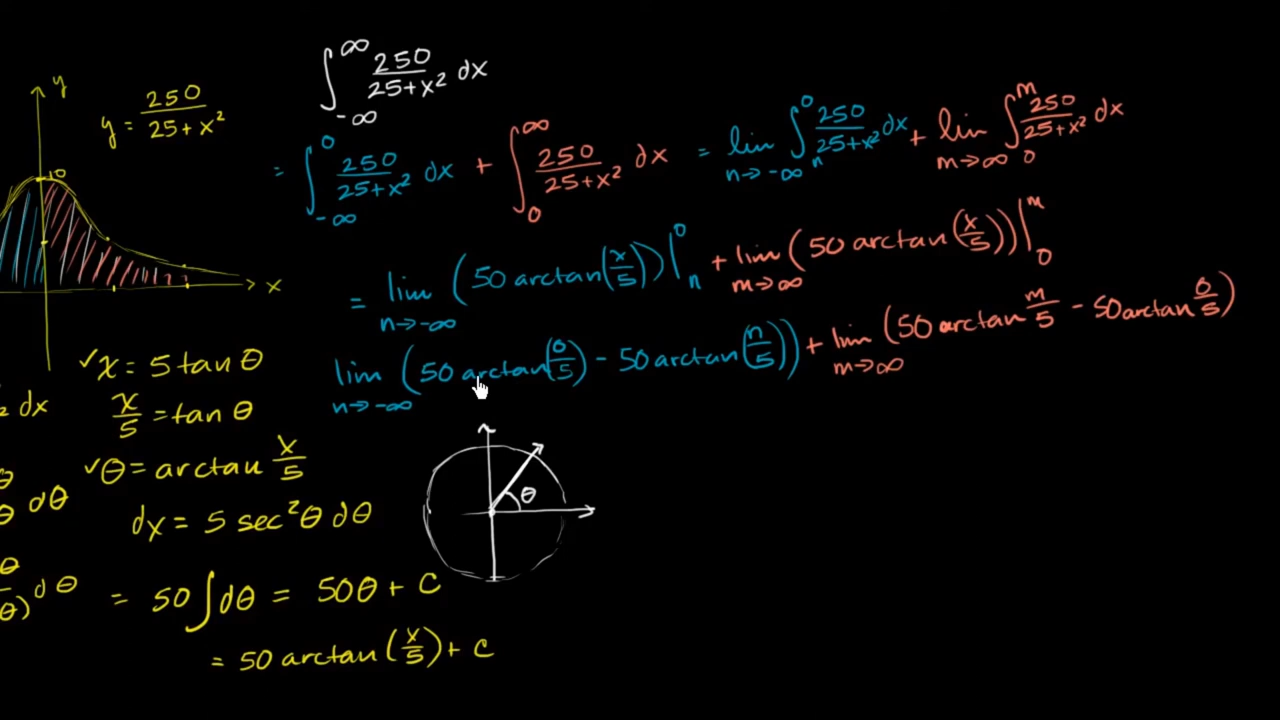 ∫_{-∞}^{∞} 250/(25+x²) dx
y
y = 250/(25+x²)
= ∫_{-∞}^{0} 250/(25+x²) dx + ∫_{0}^{∞} 250/(25+x²) dx = lim_{n→-∞} ∫_{n}^{0} 250/(25+x²) dx + lim_{m→∞} ∫_{0}^{m} 250/(25+x²) dx
10
x
= lim_{n→-∞} (50 arctan(x/5))|_{n}^{0} + lim_{m→∞} (50 arctan(x/5))|_{0}^{m}
lim_{n→-∞} (50 arctan(0/5) - 50 arctan(n/5)) + lim_{m→∞} (50 arctan m/5 - 50 arctan 0/5)
✓x = 5 tan θ
dx
x/5 = tan θ
✓θ = arctan x/5
θ
dθ
dx = 5 sec²θ dθ
dθ
= 50∫dθ = 50θ + C
= 50 arctan(x/5) + C